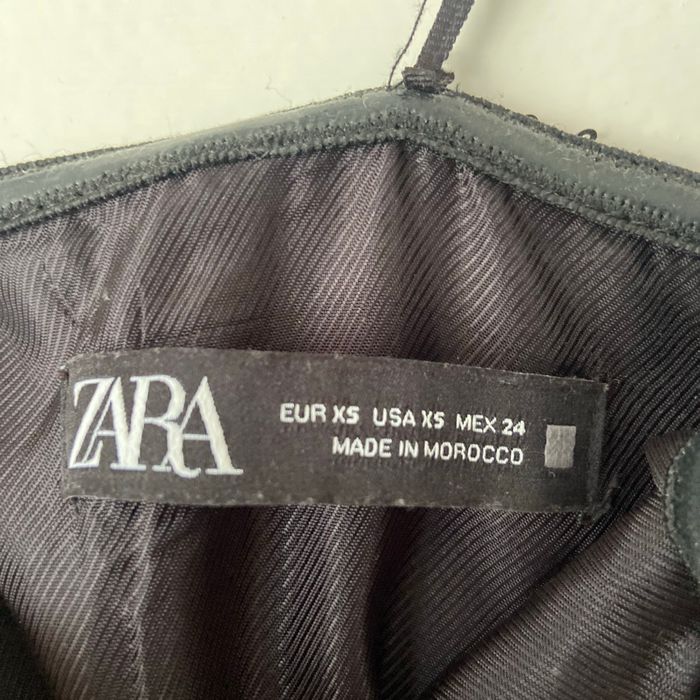 ZARA
EUR XS USA XS MEX 24
MADE IN MOROCCO